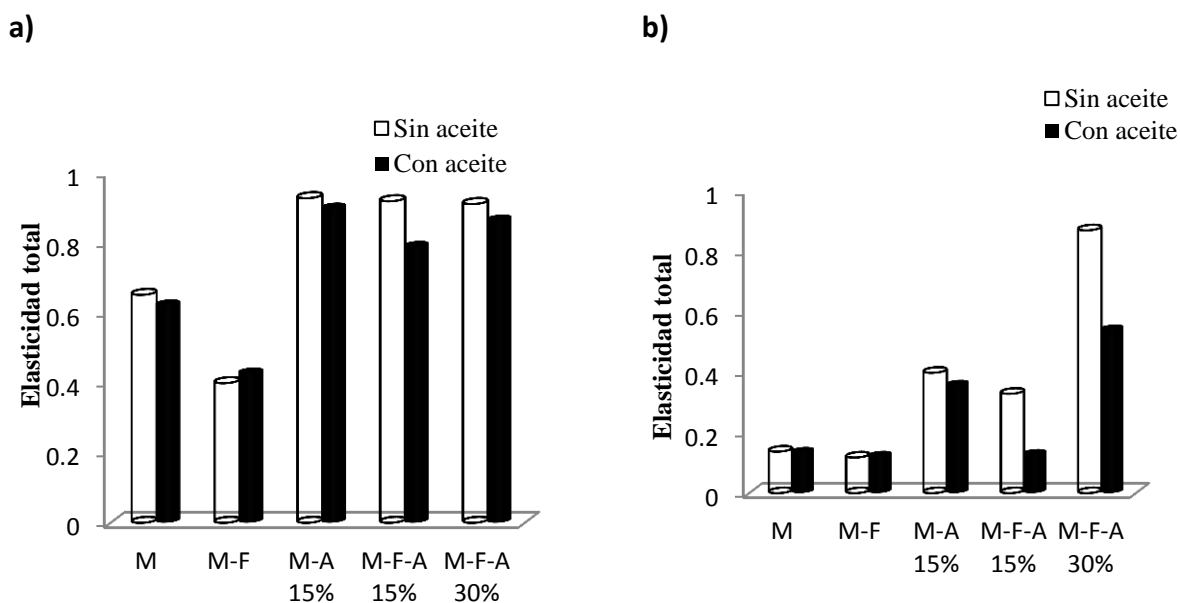 a)
Sin aceite
Con aceite
Elasticidad total
1
0.8
0.6
0.4
0.2
0
M
M-F
M-A
15%
M-F-A
15%
M-F-A
30%
b)
Sin aceite
Con aceite
Elasticidad total
1
0.8
0.6
0.4
0.2
0
M
M-F
M-A
15%
M-F-A
15%
M-F-A
30%